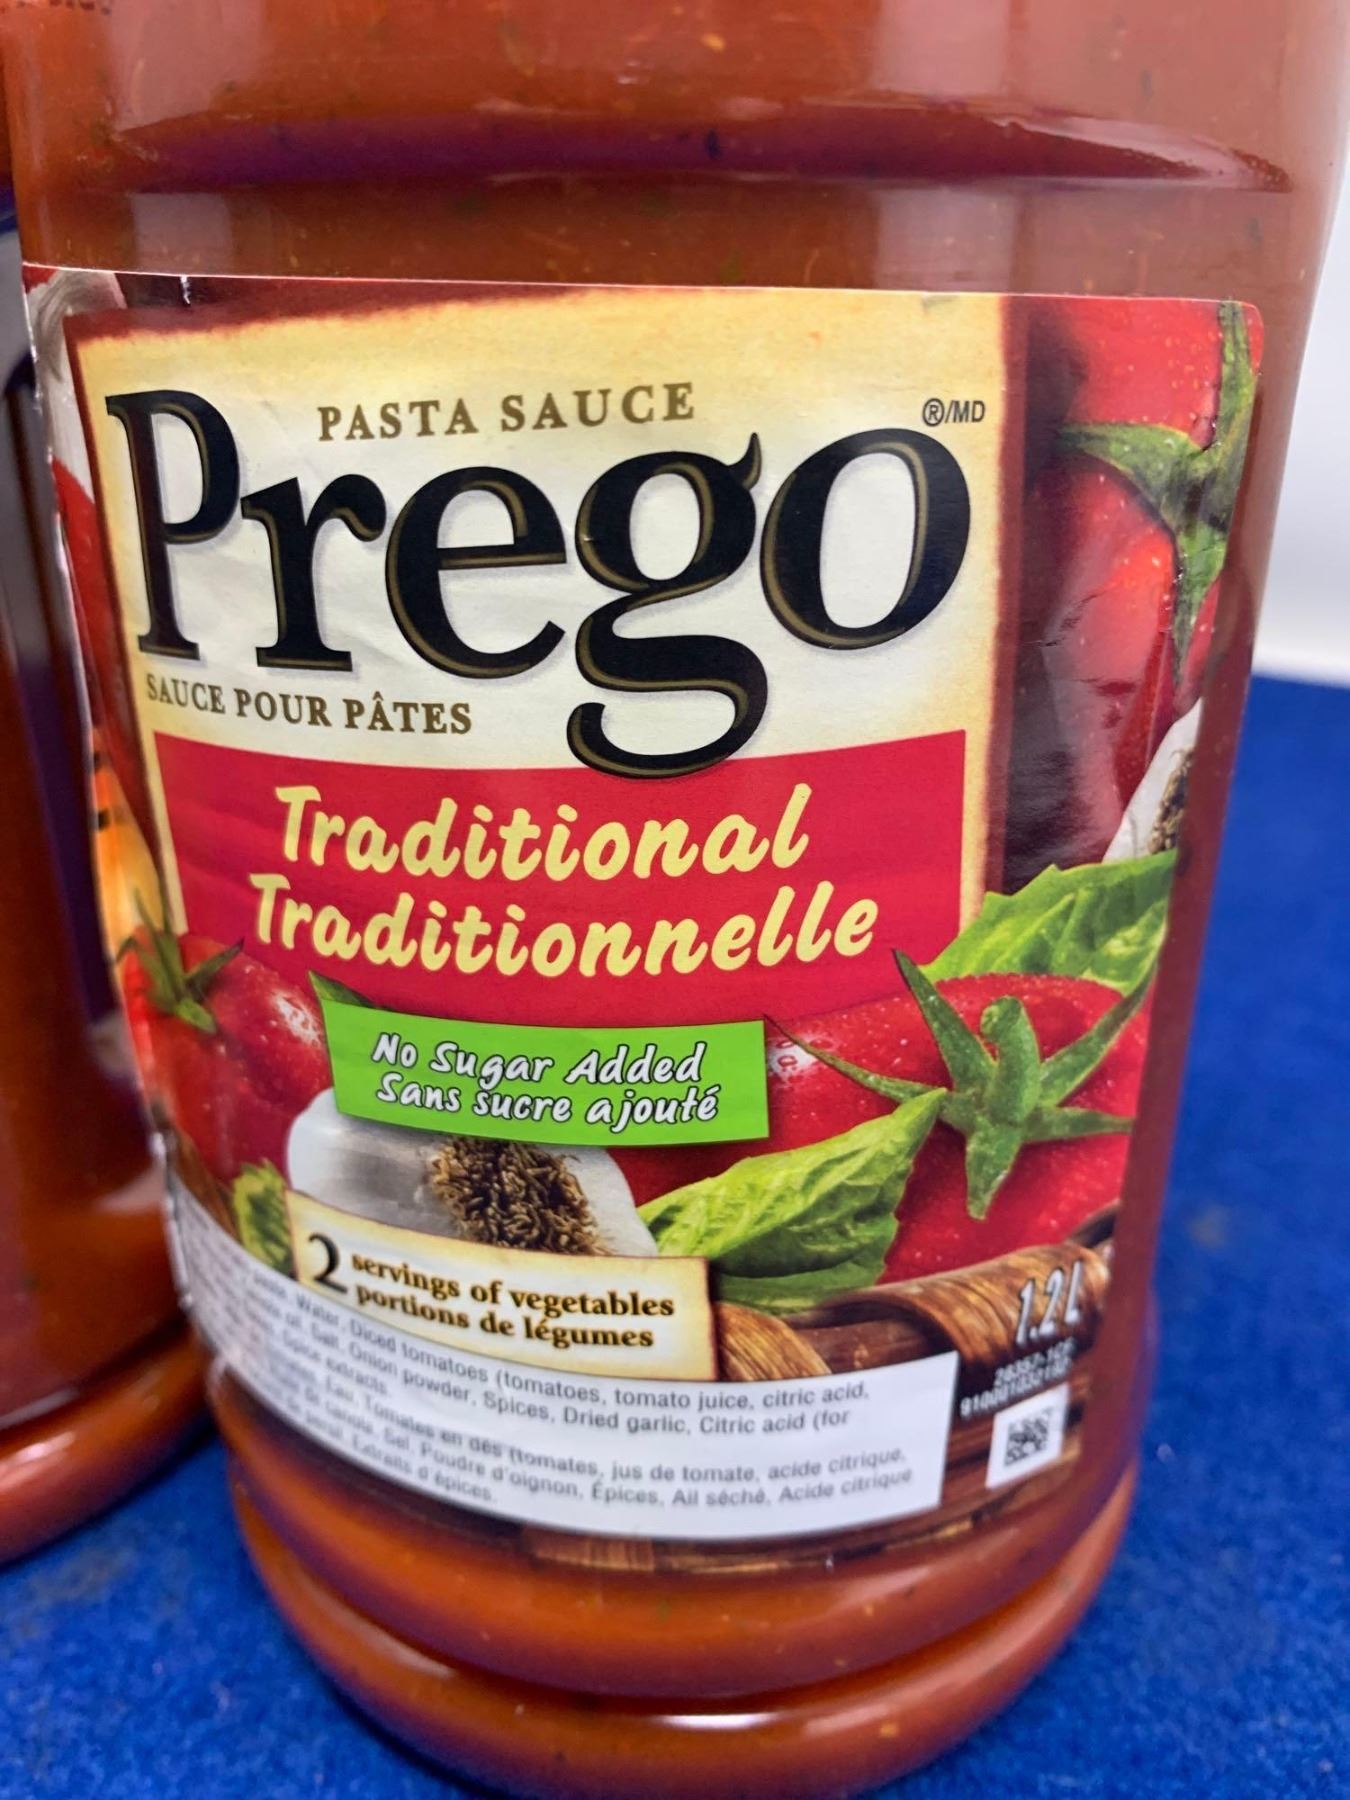 PASTA SAUCE
®/MD
Prego
SAUCE POUR PÂTES
Traditional
Traditionnelle
No Sugar Added
Sans sucre ajouté
2 servings of vegetables
portions de légumes
1.2 L
Water, Diced tomatoes (tomatoes, tomato juice, citric acid,
oil, Salt, Onion powder, Spices, Dried garlic, Citric acid (for
Spice extracts.
Eau, Tomates en dés (tomates, jus de tomate, acide citrique,
de canola, Sel, Poudre d'oignon, Épices, Ail séché, Acide citrique
persil, Extraits d'épices.